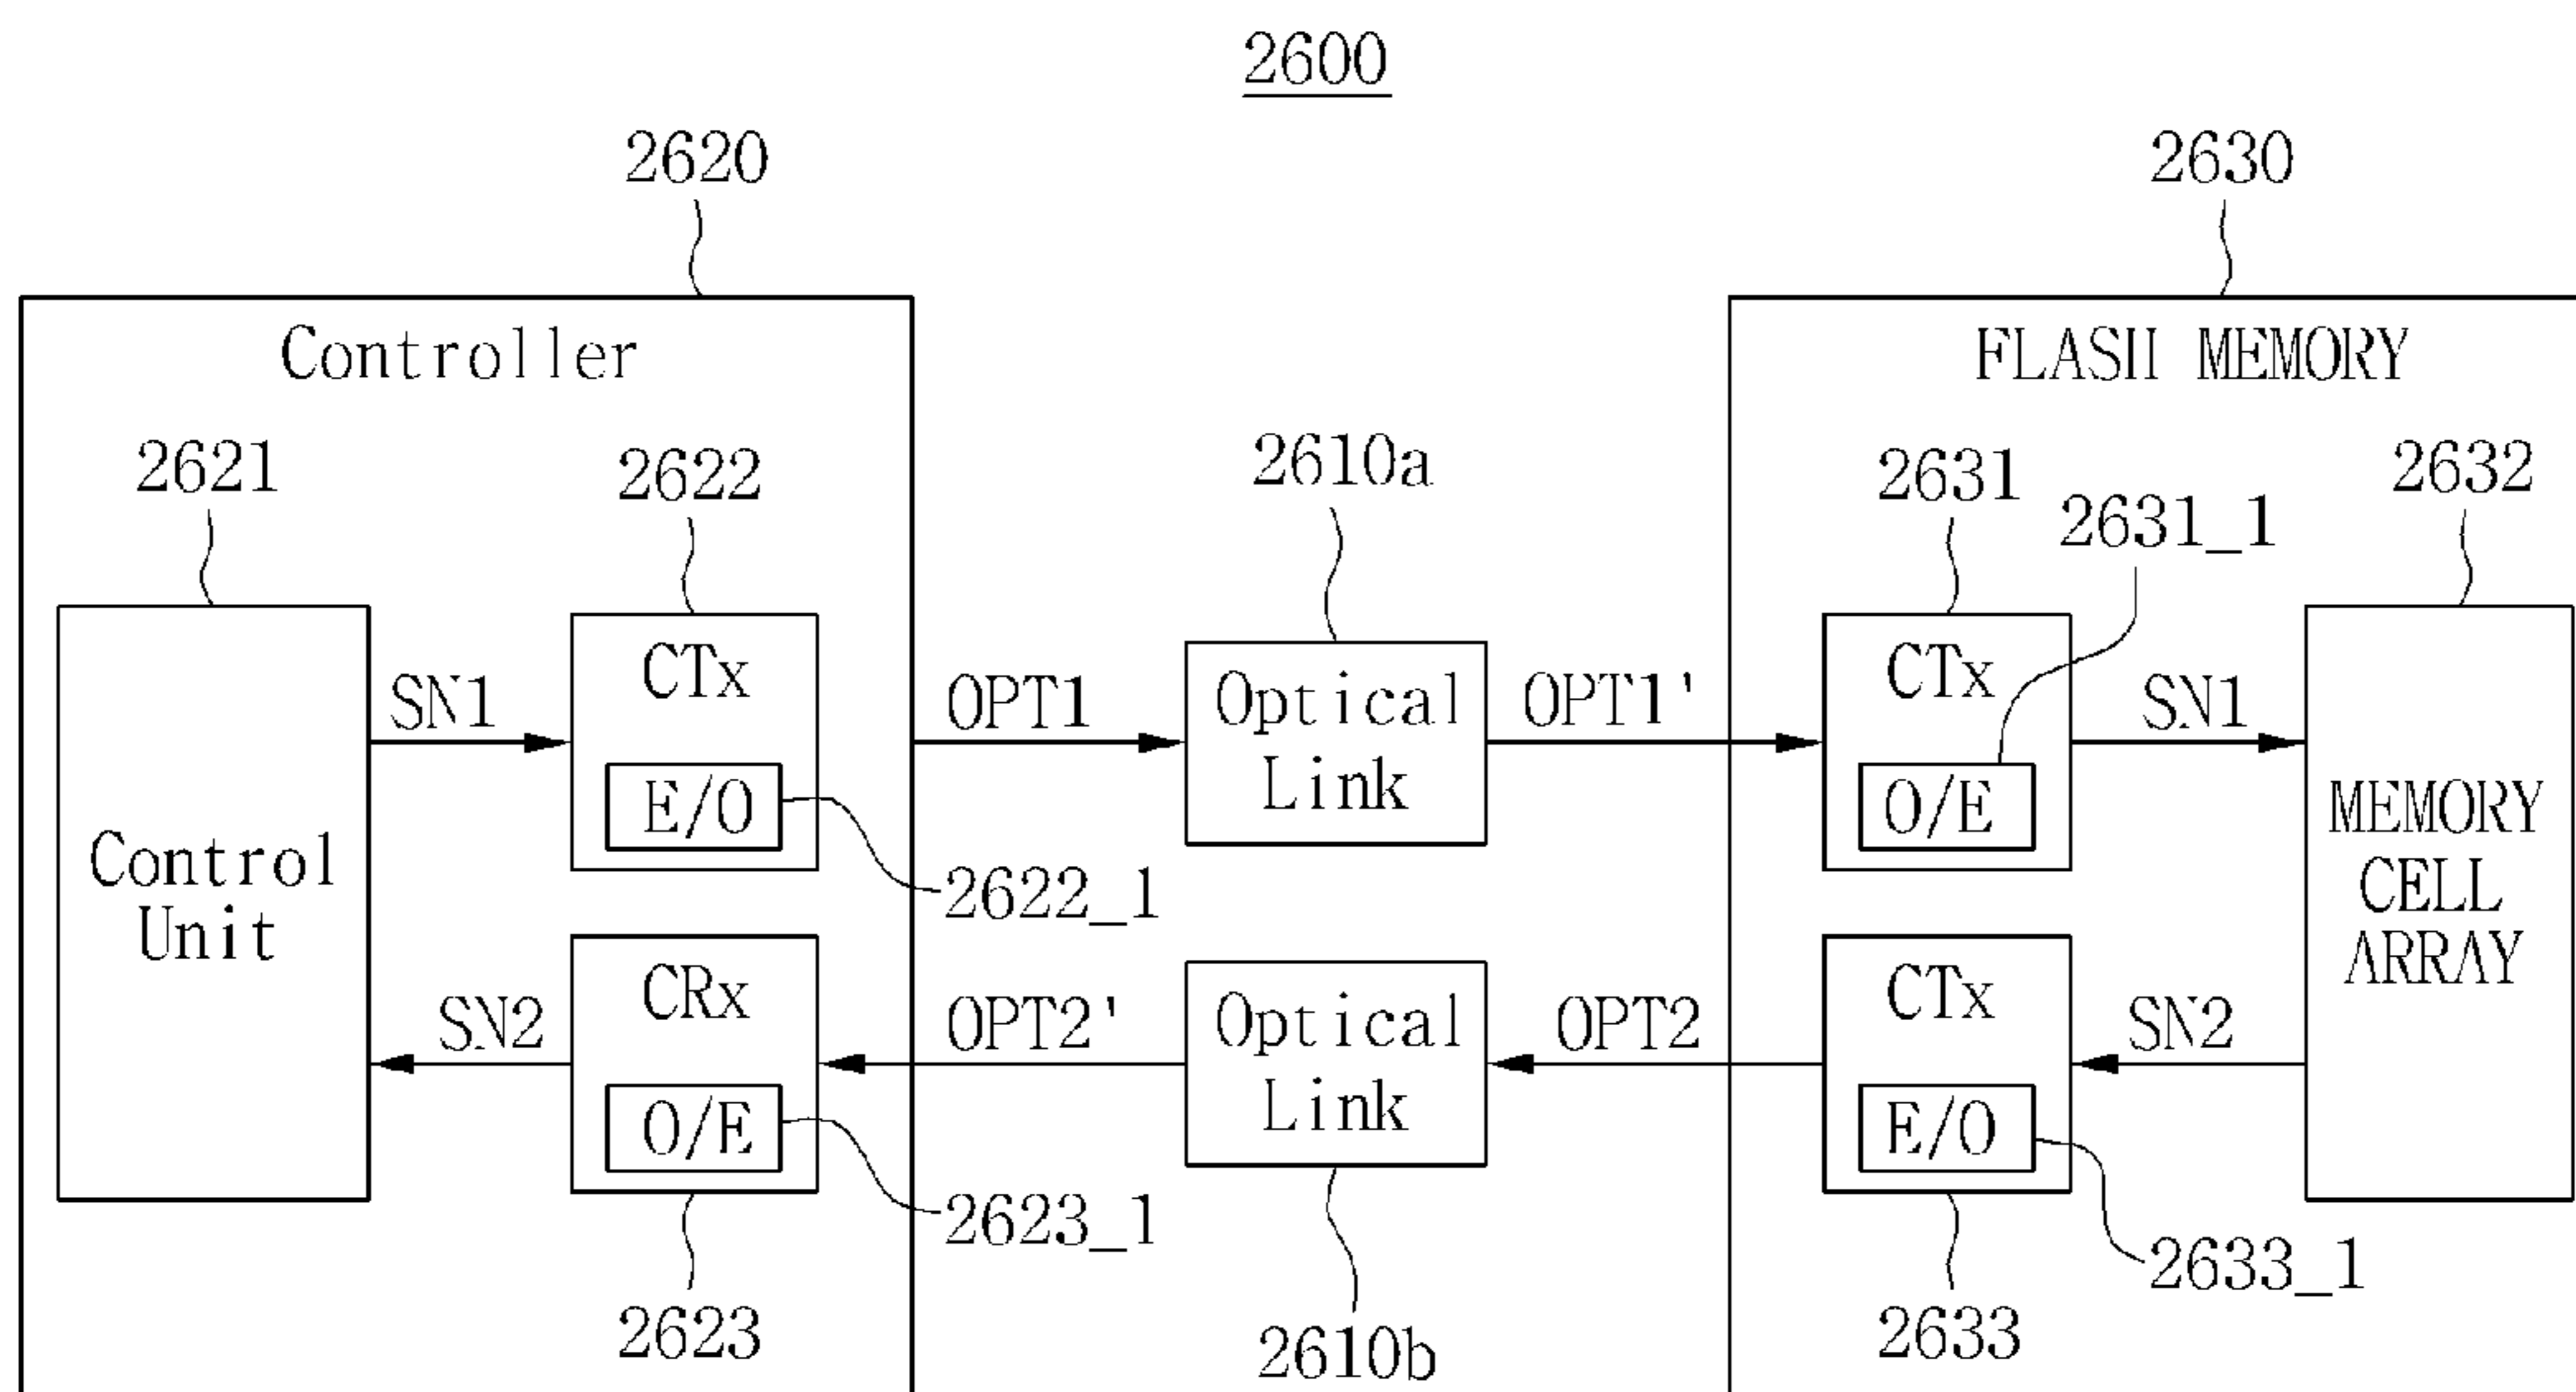 2600
2620
2630
Controller
FLASH MEMORY
2621
2622
2610a
2631
2631_1
2632
CTx
SN1
E/O
OPT1
Optical
Link
OPT1'
CTx
O/E
SN1
Control
Unit
2622_1
MEMORY
CELL
ARRAY
CRx
SN2
O/E
OPT2'
Optical
Link
OPT2
CTx
E/O
SN2
2623_1
2633_1
2623
2610b
2633